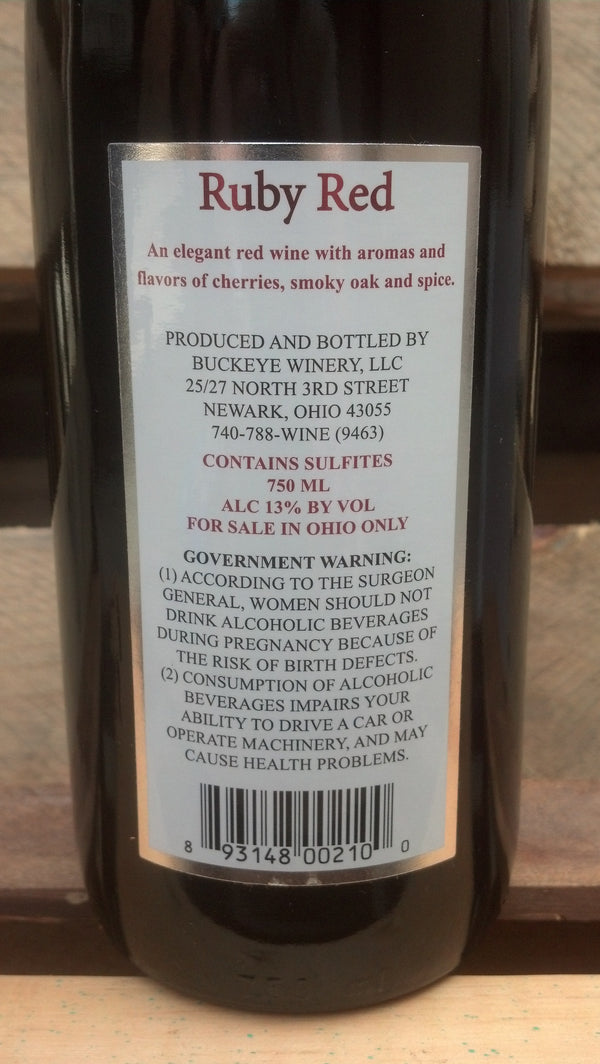 Ruby Red
An elegant red wine with aromas and
flavors of cherries, smoky oak and spice.
PRODUCED AND BOTTLED BY
BUCKEYE WINERY, LLC
25/27 NORTH 3RD STREET
NEWARK, OHIO 43055
740-788-WINE (9463)
CONTAINS SULFITES
750 ML
ALC 13% BY VOL
FOR SALE IN OHIO ONLY
GOVERNMENT WARNING:
(1) ACCORDING TO THE SURGEON
GENERAL, WOMEN SHOULD NOT
DRINK ALCOHOLIC BEVERAGES
DURING PREGNANCY BECAUSE OF
THE RISK OF BIRTH DEFECTS.
(2) CONSUMPTION OF ALCOHOLIC
BEVERAGES IMPAIRS YOUR
ABILITY TO DRIVE A CAR OR
OPERATE MACHINERY, AND MAY
CAUSE HEALTH PROBLEMS.
8 93148 00210 0